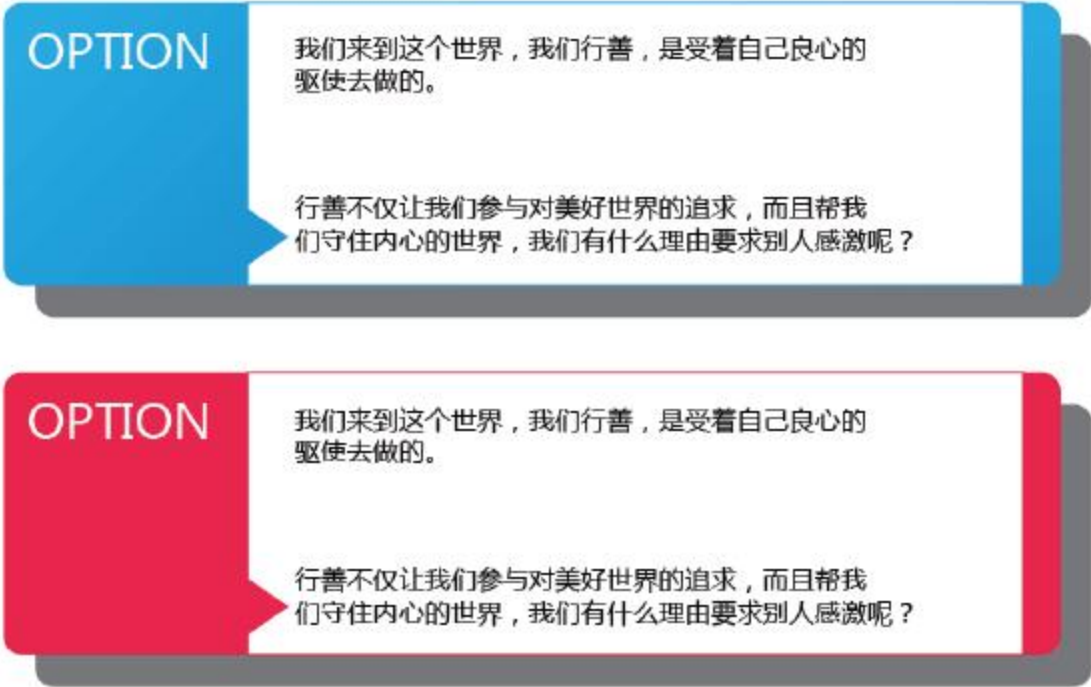 OPTION
我们来到这个世界，我们行善，是受着自己良心的
驱使去做的。
行善不仅让我们参与对美好世界的追求，而且帮我
们守住内心的世界，我们有什么理由要求别人感激呢？
OPTION
我们来到这个世界，我们行善，是受着自己良心的
驱使去做的。
行善不仅让我们参与对美好世界的追求，而且帮我
们守住内心的世界，我们有什么理由要求别人感激呢？